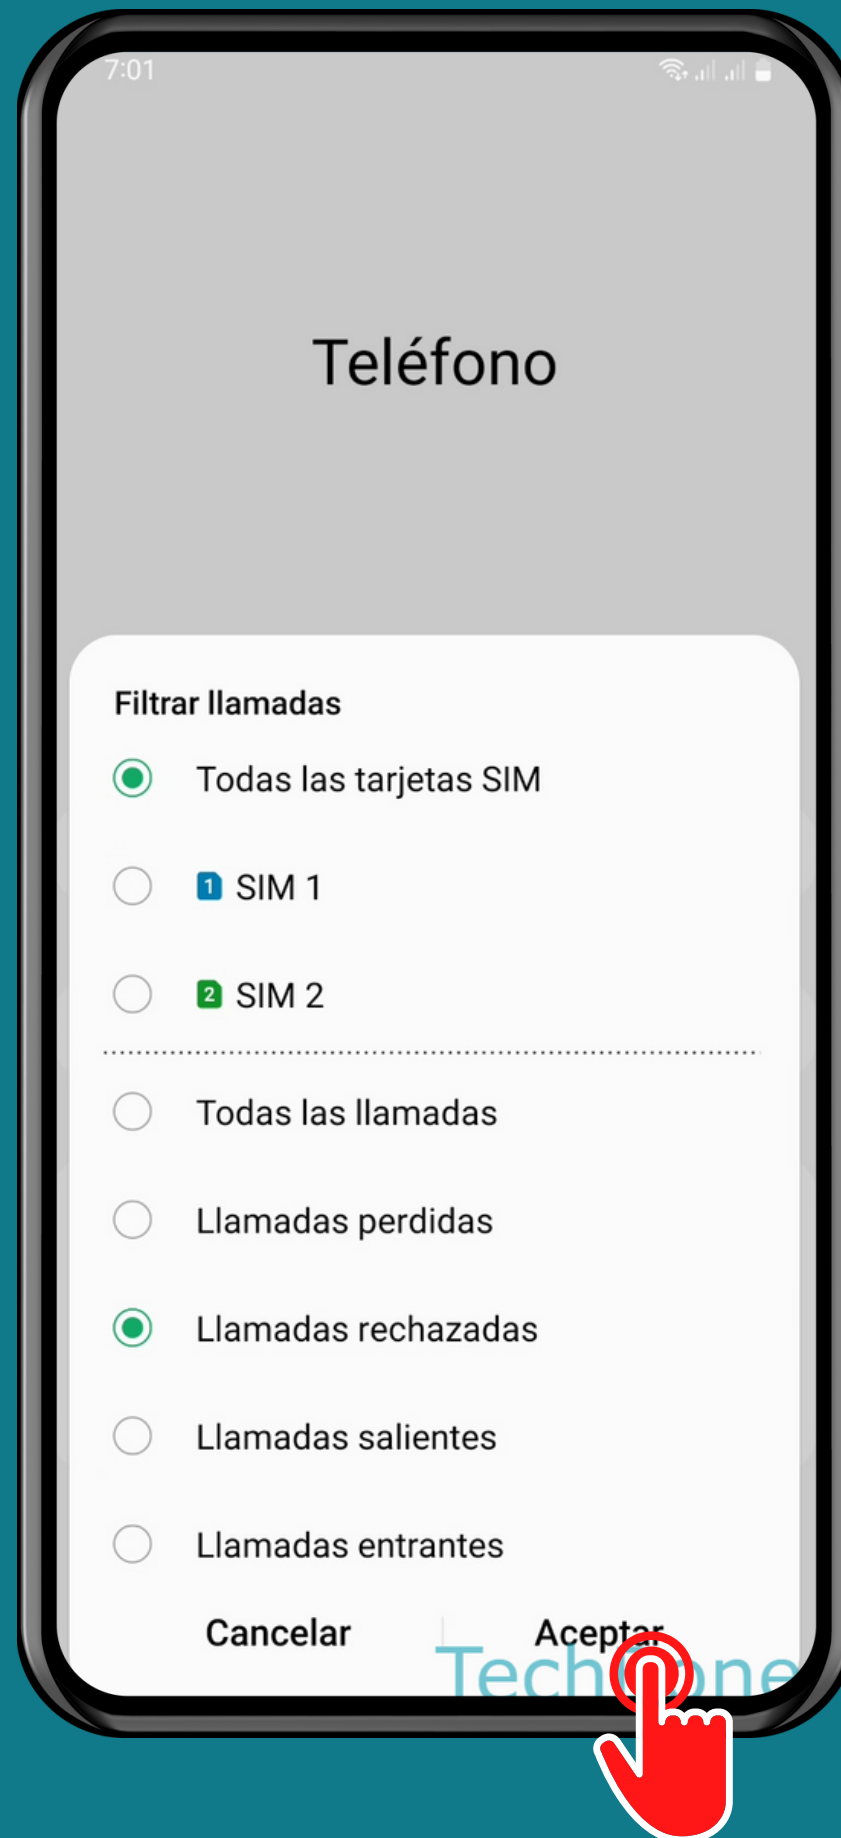 7:01
Teléfono
Filtrar llamadas
Todas las tarjetas SIM
1 SIM 1
2 SIM 2
Todas las llamadas
Llamadas perdidas
Llamadas rechazadas
Llamadas salientes
Llamadas entrantes
Cancelar
Aceptar